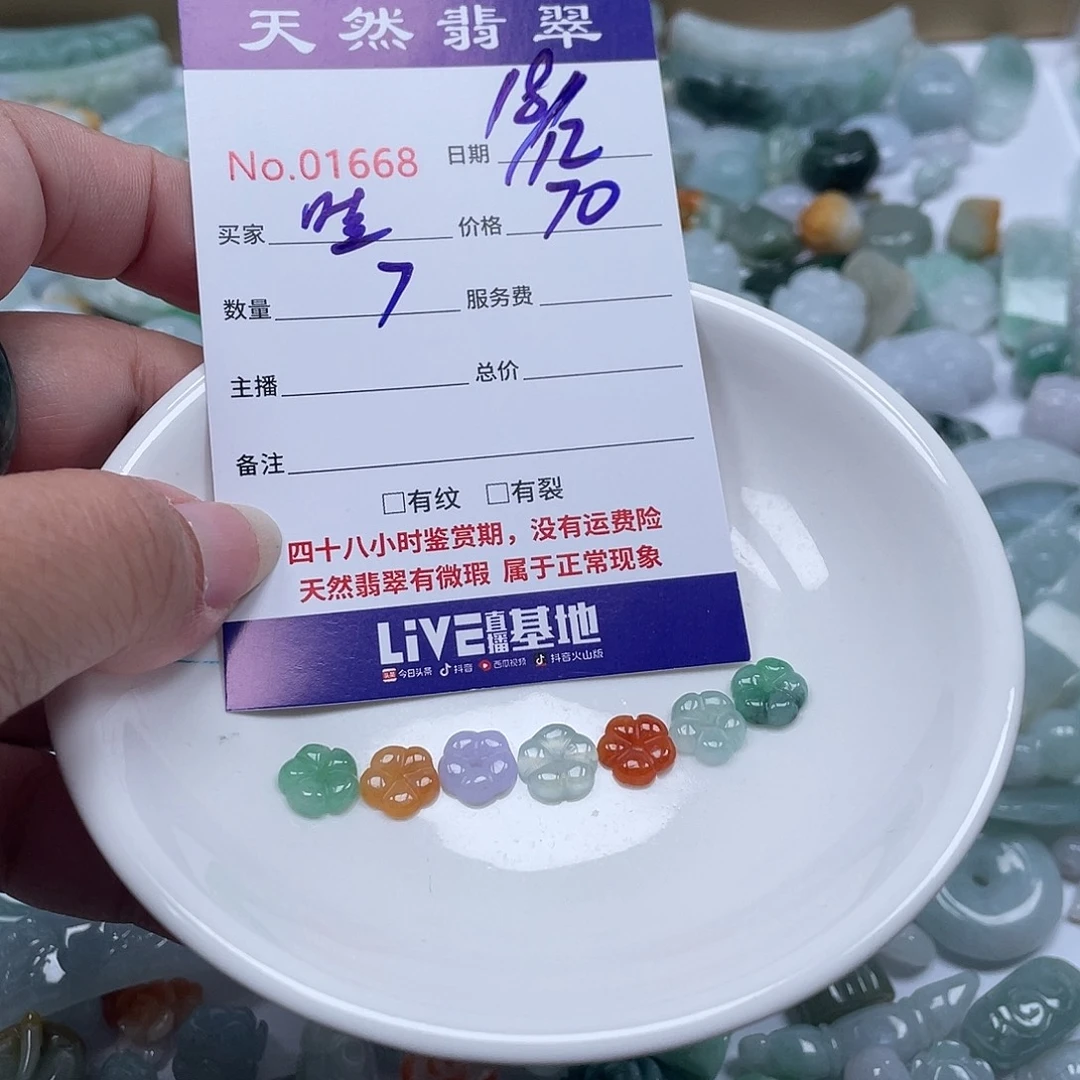 天然翡翠
No.01668 日期 18/12
买家 价格 70
数量 7 服务费
主播 总价
备注
□有纹 □有裂
四十八小时鉴赏期，没有运费险
天然翡翠有微瑕 属于正常现象
LiVE直播基地
头条 今日头条 抖音 西瓜视频 抖音火山版